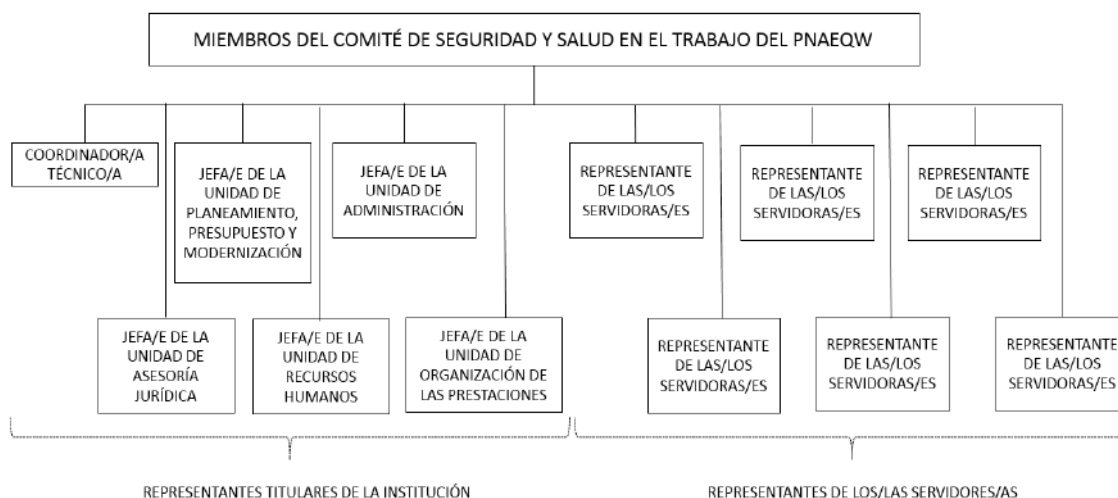 MIEMBROS DEL COMITÉ DE SEGURIDAD Y SALUD EN EL TRABAJO DEL PNAEQW
COORDINADOR/A
TÉCNICO/A
JEFA/E DE LA
UNIDAD DE
PLANEAMIENTO,
PRESUPUESTO Y
MODERNIZACIÓN
JEFA/E DE LA
UNIDAD DE
ADMINISTRACIÓN
REPRESENTANTE
DE LAS/LOS
SERVIDORAS/ES
REPRESENTANTE
DE LAS/LOS
SERVIDORAS/ES
REPRESENTANTE
DE LAS/LOS
SERVIDORAS/ES
JEFA/E DE LA
UNIDAD DE
ASESORÍA
JURÍDICA
JEFA/E DE LA
UNIDAD DE
RECURSOS
HUMANOS
JEFA/E DE LA
UNIDAD DE
ORGANIZACIÓN DE
LAS PRESTACIONES
REPRESENTANTE
DE LAS/LOS
SERVIDORAS/ES
REPRESENTANTE
DE LAS/LOS
SERVIDORAS/ES
REPRESENTANTE
DE LAS/LOS
SERVIDORAS/ES
REPRESENTANTES TITULARES DE LA INSTITUCIÓN
REPRESENTANTES DE LOS/LAS SERVIDORES/AS